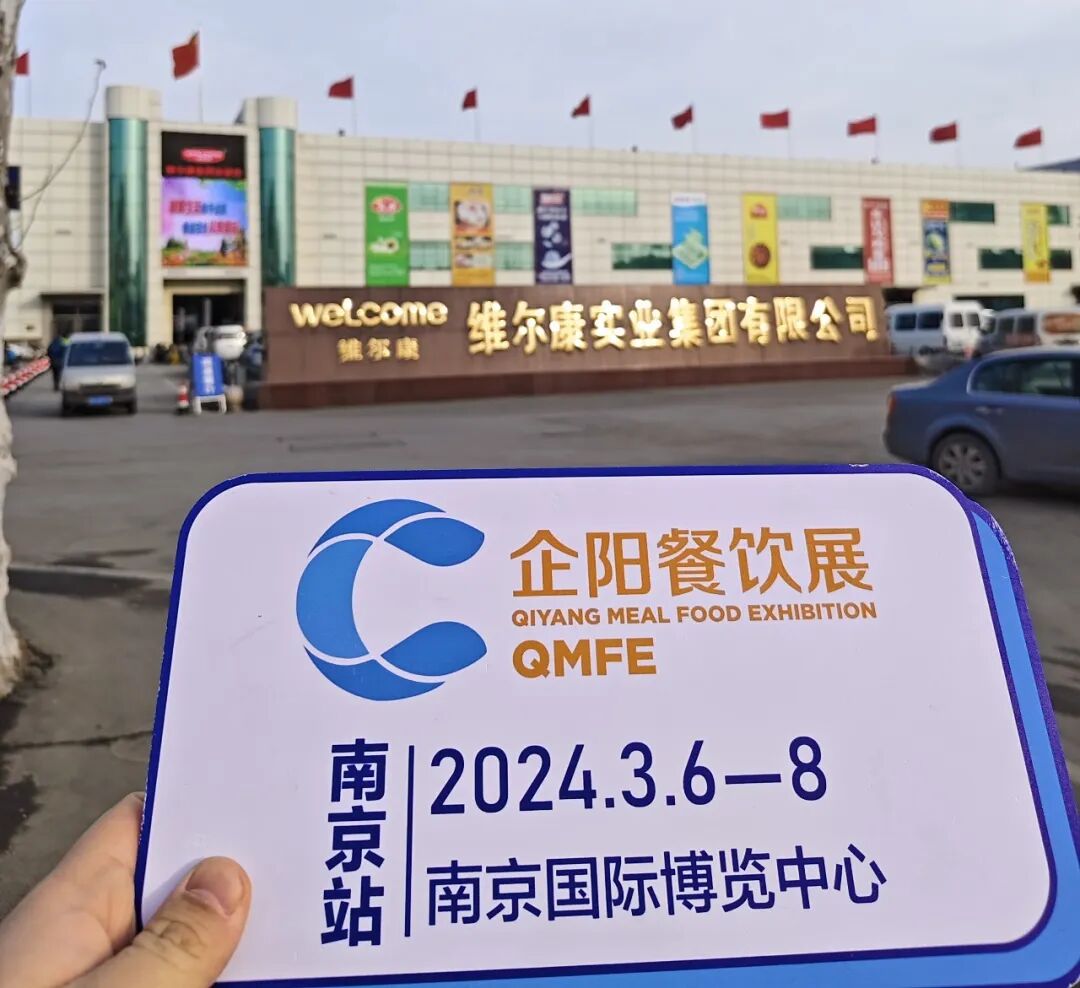 welcome
维尔康
维尔康实业集团有限公司
企阳餐饮展
QIYANG MEAL FOOD EXHIBITION
QMFE
南京站
2024.3.6—8
南京国际博览中心